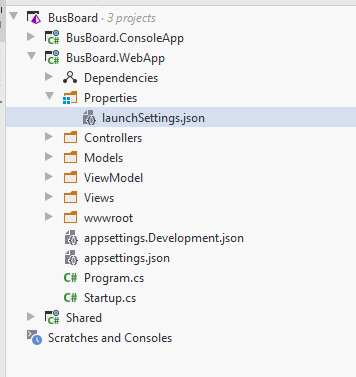 BusBoard 3 projects
BusBoard.ConsoleApp
BusBoard.WebApp
Dependencies
Properties
launchSettings.json
Controllers
Models
ViewModel
Views
wwwroot
appsettings.Development.json
appsettings.json
C# Program.cs
C# Startup.cs
Shared
Scratches and Consoles